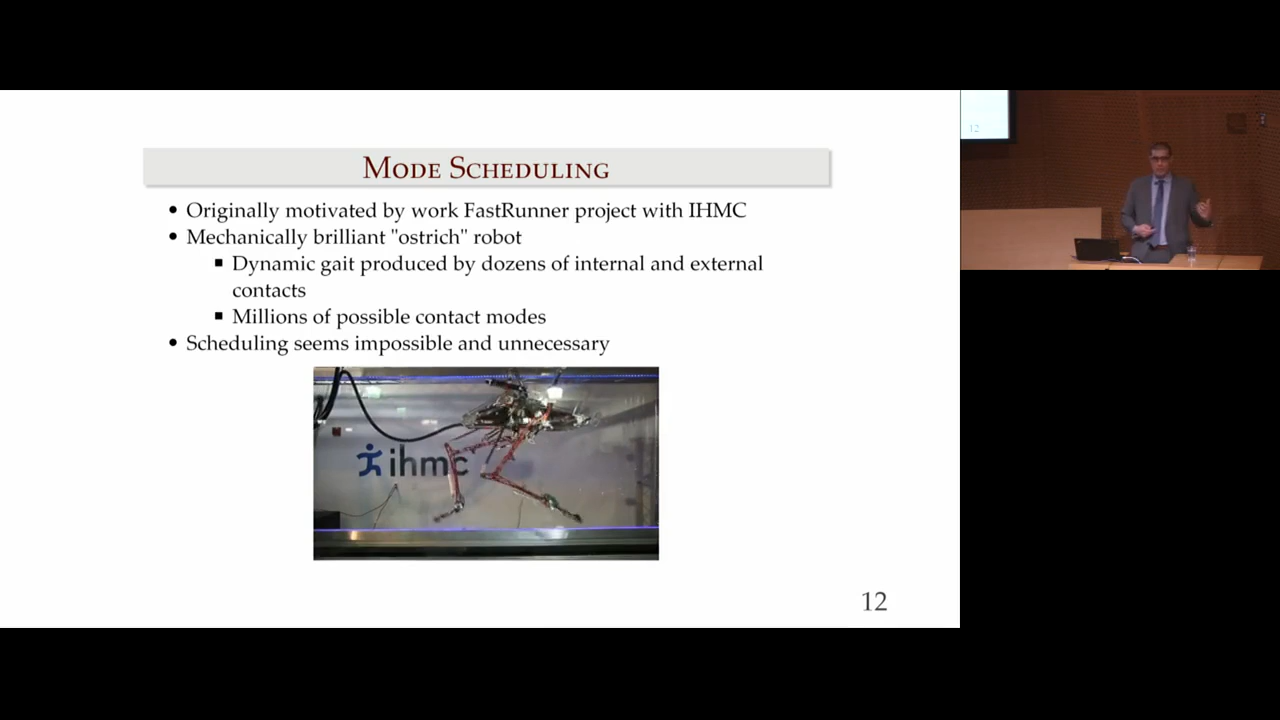 MODE SCHEDULING
• Originally motivated by work FastRunner project with IHMC
• Mechanically brilliant "ostrich" robot
▪ Dynamic gait produced by dozens of internal and external
contacts
▪ Millions of possible contact modes
• Scheduling seems impossible and unnecessary
ihmc
12
12